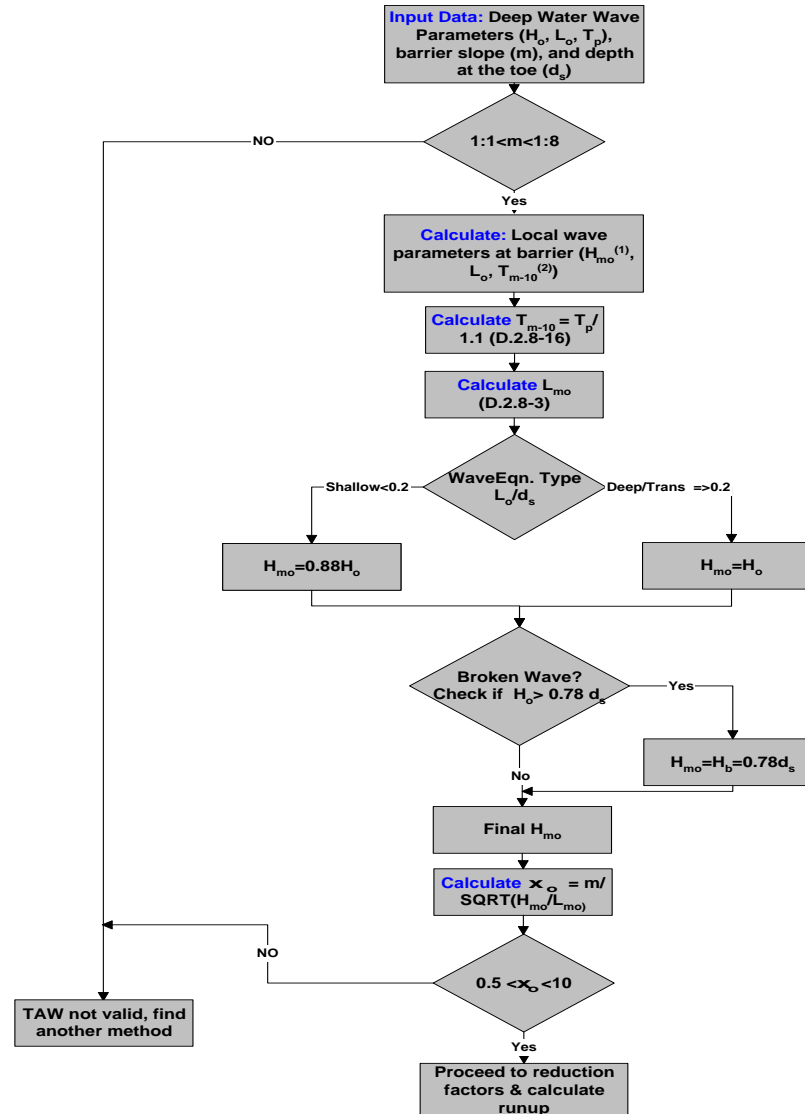 Input Data: Deep Water Wave
Parameters (Ho, Lo, Tp),
barrier slope (m), and depth
at the toe (ds)
1:1<m<1:8
NO
Yes
Calculate: Local wave
parameters at barrier (Hmo(1),
Lo, Tm-10(2))
Calculate Tm-10 = Tp/
1.1 (D.2.8-16)
Calculate Lmo
(D.2.8-3)
WaveEqn. Type
Lo/ds
Shallow<0.2
Deep/Trans =>0.2
Hmo=0.88Ho
Hmo=Ho
Broken Wave?
Check if Ho> 0.78 ds
Yes
Hmo=Hb=0.78ds
No
Final Hmo
Calculate xo = m/
SQRT(Hmo/Lmo)
NO
0.5 <xo<10
TAW not valid, find
another method
Yes
Proceed to reduction
factors & calculate
runup